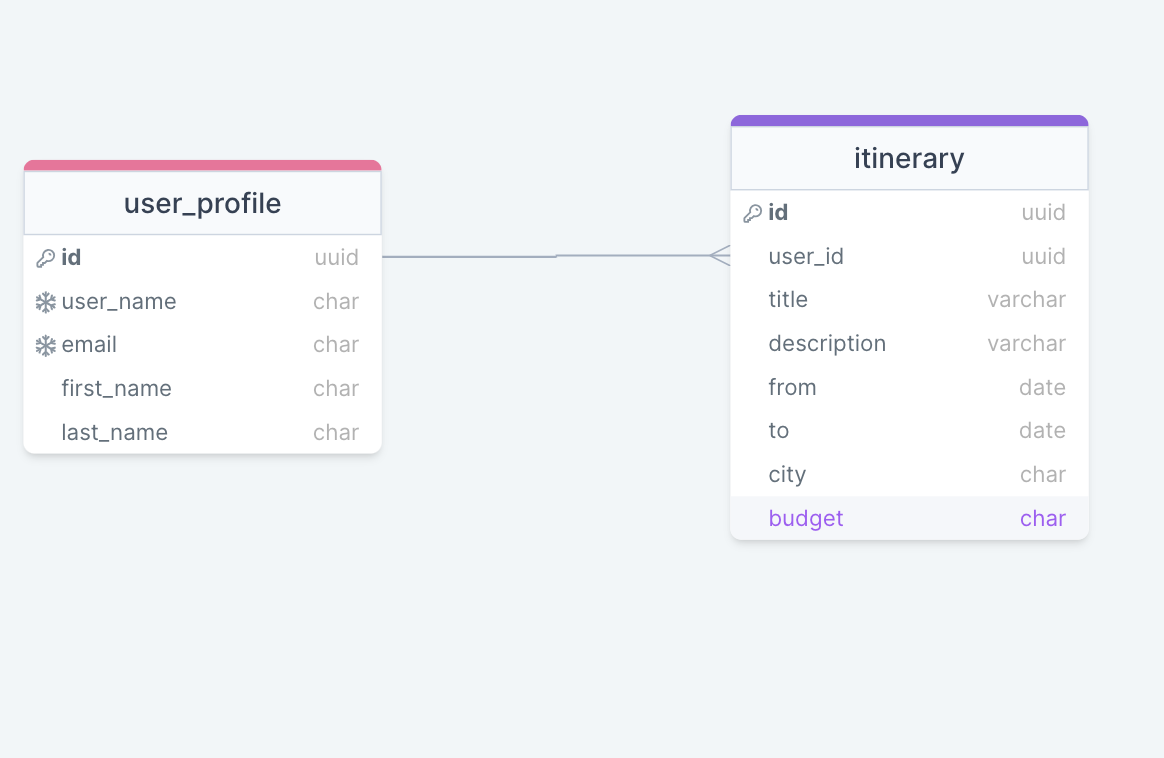 user_profile
id uuid
user_name char
email char
first_name char
last_name char
itinerary
id uuid
user_id uuid
title varchar
description varchar
from date
to date
city char
budget char